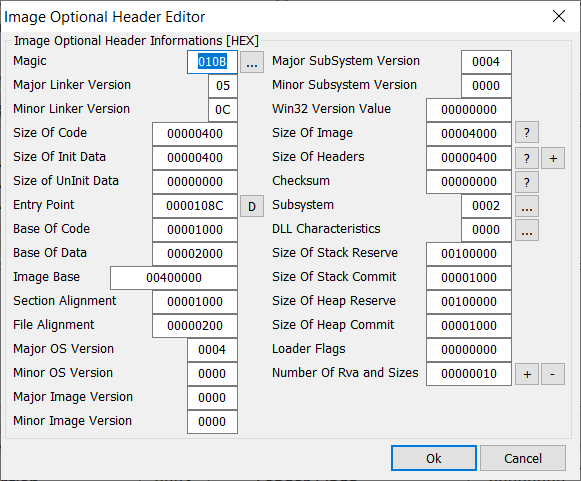 Image Optional Header Editor
Image Optional Header Informations [HEX]
Magic 010B ...
Major Linker Version 05
Minor Linker Version 0C
Size Of Code 00000400
Size Of Init Data 00000400
Size of UnInit Data 00000000
Entry Point 0000108C D
Base Of Code 00001000
Base Of Data 00002000
Image Base 00400000
Section Alignment 00001000
File Alignment 00000200
Major OS Version 0004
Minor OS Version 0000
Major Image Version 0000
Minor Image Version 0000
Major SubSystem Version 0004
Minor Subsystem Version 0000
Win32 Version Value 00000000
Size Of Image 00004000 ?
Size Of Headers 00000400 ? +
Checksum 00000000 ?
Subsystem 0002 ...
DLL Characteristics 0000 ...
Size Of Stack Reserve 00100000
Size Of Stack Commit 00001000
Size Of Heap Reserve 00100000
Size Of Heap Commit 00001000
Loader Flags 00000000
Number Of Rva and Sizes 00000010 + -
Ok Cancel